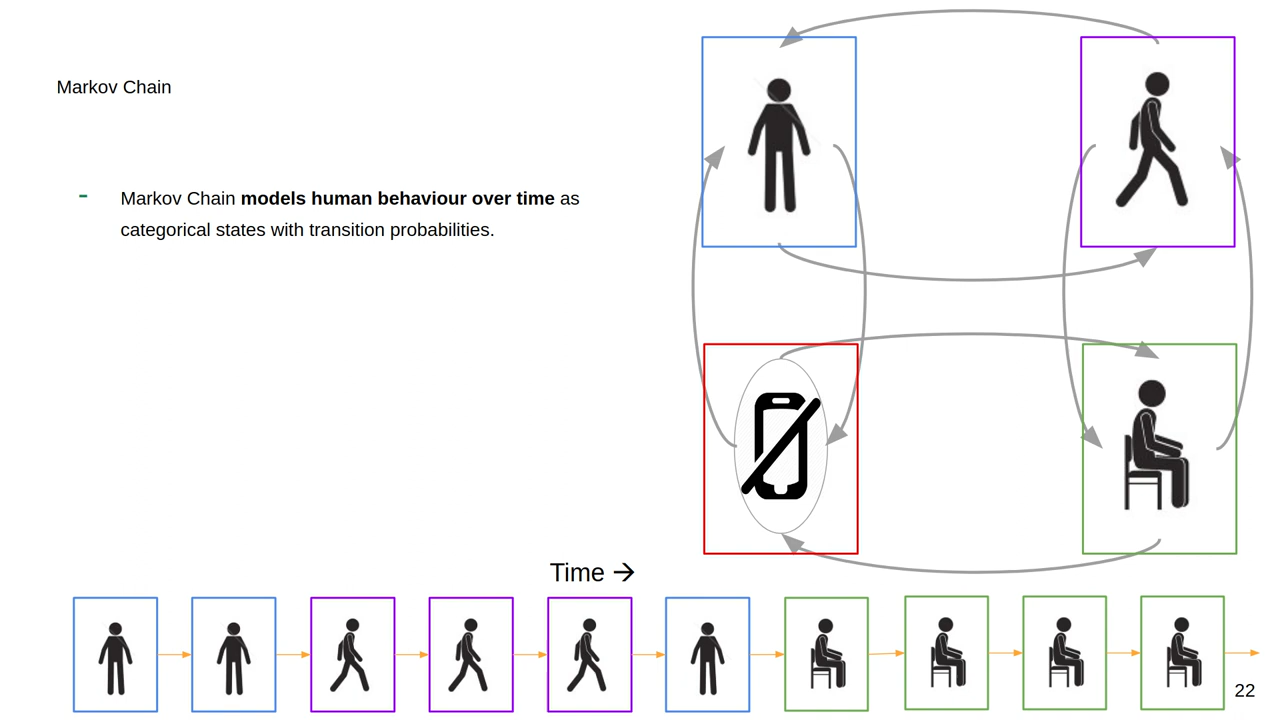 Markov Chain
- Markov Chain models human behaviour over time as
categorical states with transition probabilities.
Time →
22